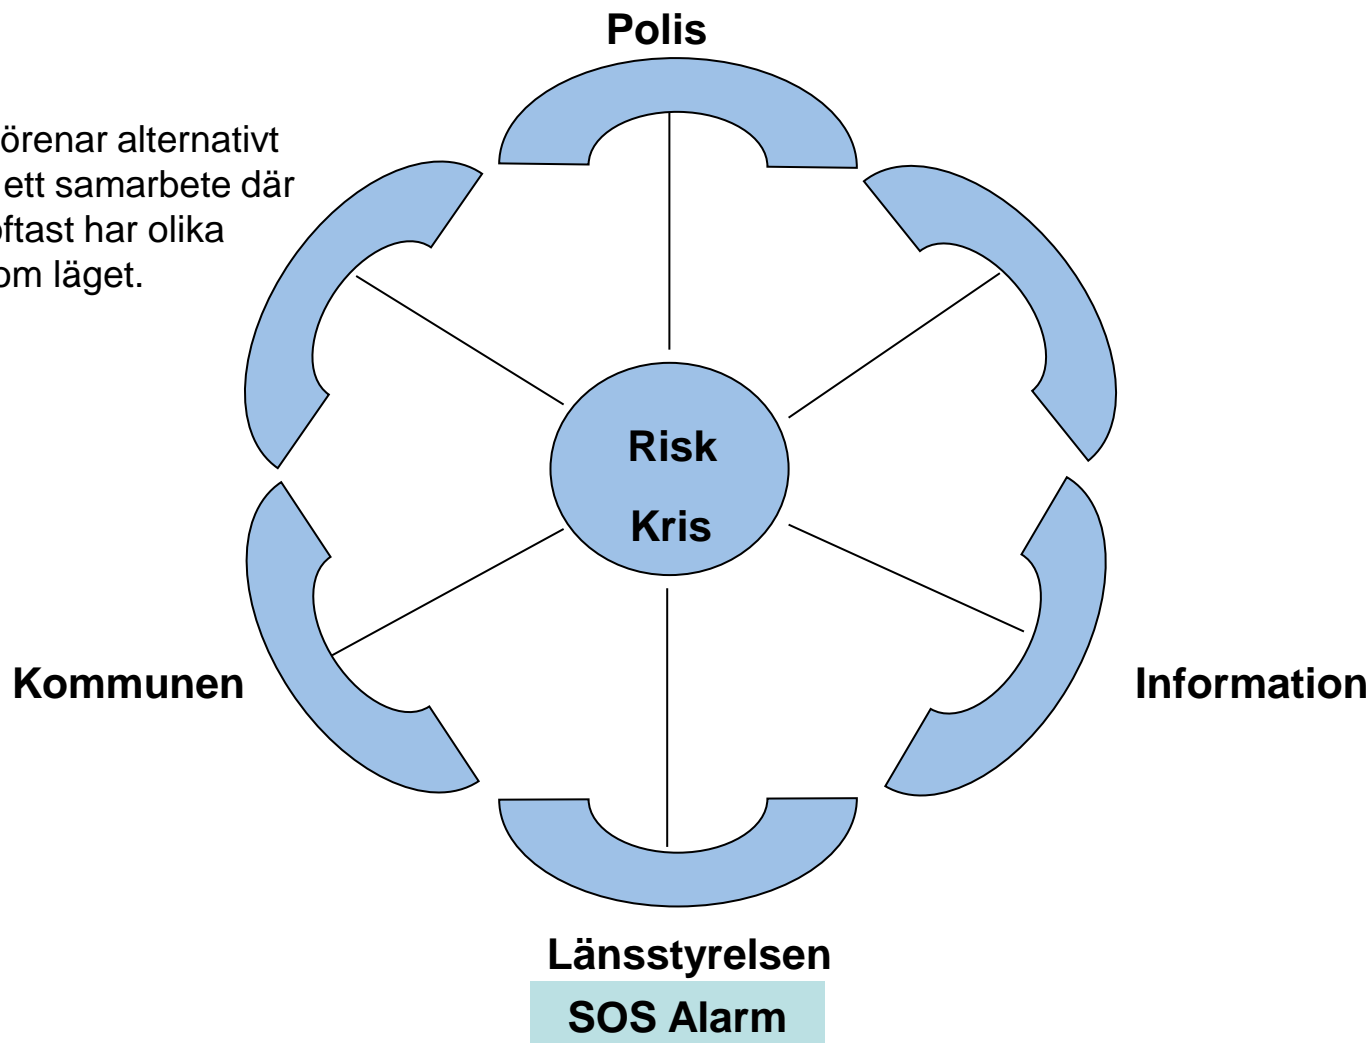 Polis
örenar alternativt
ett samarbete där
oftast har olika
om läget.
Risk
Kris
Kommunen
Information
Länsstyrelsen
SOS Alarm